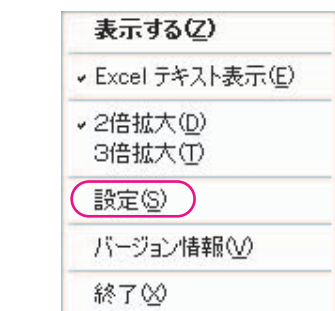 表示する(Z)
✓ Excel テキスト表示(E)
✓ 2倍拡大(D)
3倍拡大(T)
設定(S)
バージョン情報(V)
終了(X)